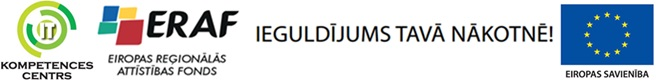 IT
KOMPETENCES
CENTRS
ERAF
EIROPAS REĢIONĀLĀS
ATTĪSTĪBAS FONDS
IEGULDĪJUMS TAVĀ NĀKOTNĒ!
EIROPAS SAVIENĪBA